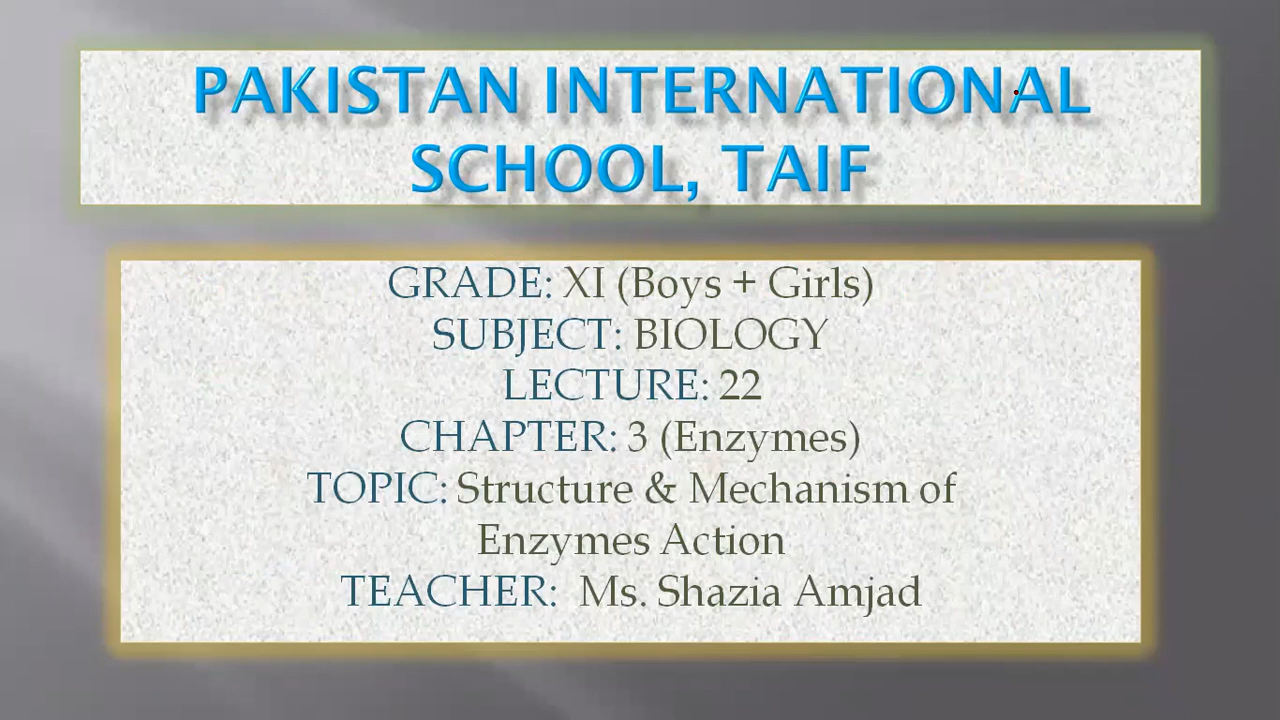 PAKISTAN INTERNATIONAL
SCHOOL, TAIF
GRADE: XI (Boys + Girls)
SUBJECT: BIOLOGY
LECTURE: 22
CHAPTER: 3 (Enzymes)
TOPIC: Structure & Mechanism of
Enzymes Action
TEACHER: Ms. Shazia Amjad